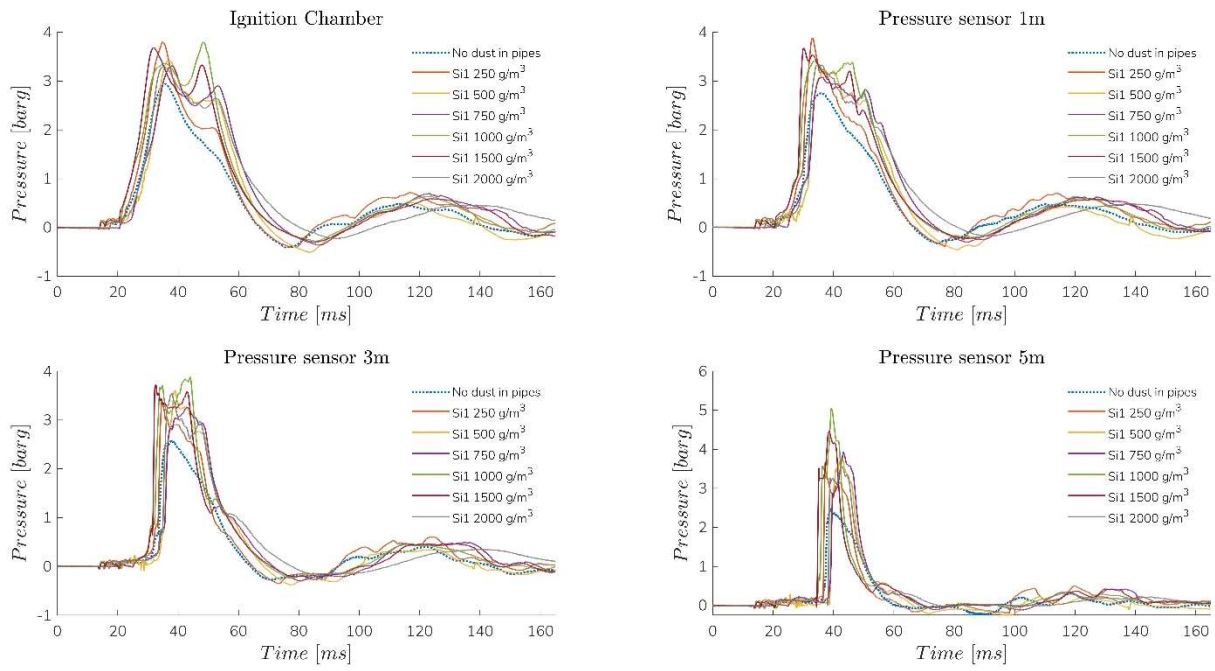 Ignition Chamber
Pressure [barg]
4
3
2
1
0
-1
0 20 40 60 80 100 120 140 160
Time [ms]
No dust in pipes
Si1 250 g/m³
Si1 500 g/m³
Si1 750 g/m³
Si1 1000 g/m³
Si1 1500 g/m³
Si1 2000 g/m³
Pressure sensor 1m
Pressure [barg]
4
3
2
1
0
-1
0 20 40 60 80 100 120 140 160
Time [ms]
No dust in pipes
Si1 250 g/m³
Si1 500 g/m³
Si1 750 g/m³
Si1 1000 g/m³
Si1 1500 g/m³
Si1 2000 g/m³
Pressure sensor 3m
Pressure [barg]
4
3
2
1
0
-1
0 20 40 60 80 100 120 140 160
Time [ms]
No dust in pipes
Si1 250 g/m³
Si1 500 g/m³
Si1 750 g/m³
Si1 1000 g/m³
Si1 1500 g/m³
Si1 2000 g/m³
Pressure sensor 5m
Pressure [barg]
6
5
4
3
2
1
0
0 20 40 60 80 100 120 140 160
Time [ms]
No dust in pipes
Si1 250 g/m³
Si1 500 g/m³
Si1 750 g/m³
Si1 1000 g/m³
Si1 1500 g/m³
Si1 2000 g/m³